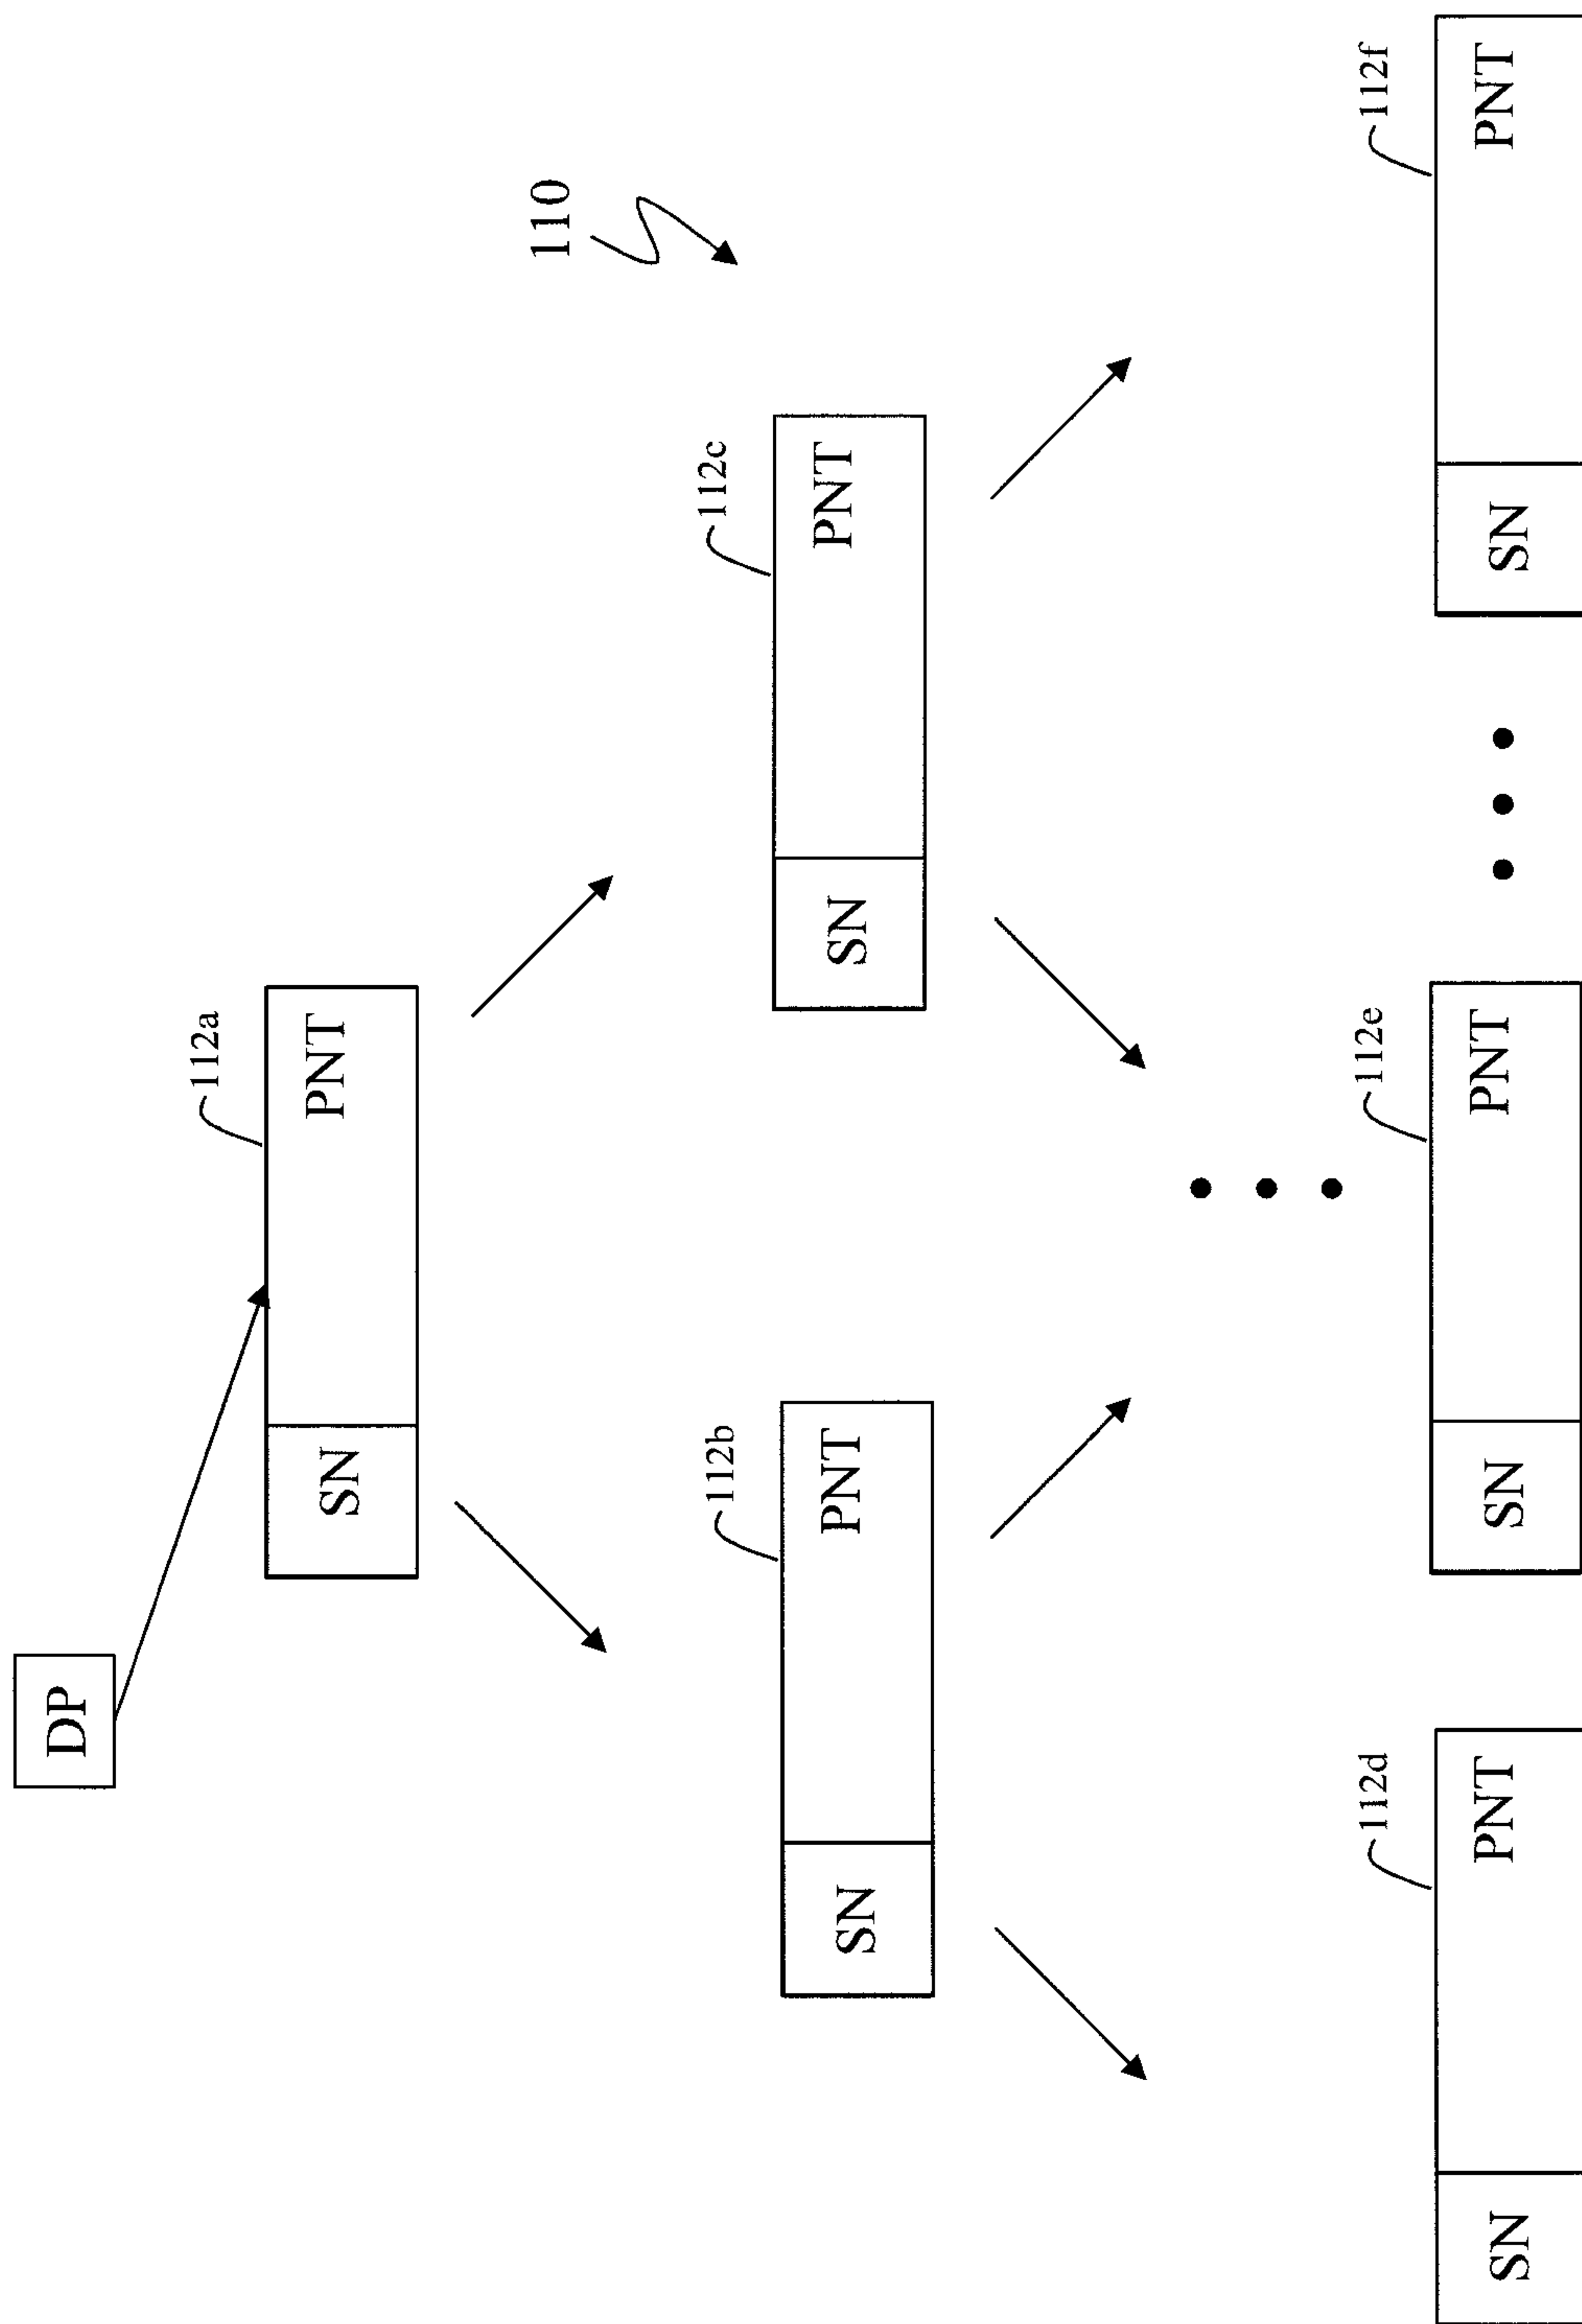 DP
112a
SN PNT
110
112b
SN PNT
112c
SN PNT
112d
SN PNT
112e
SN PNT
112f
SN PNT